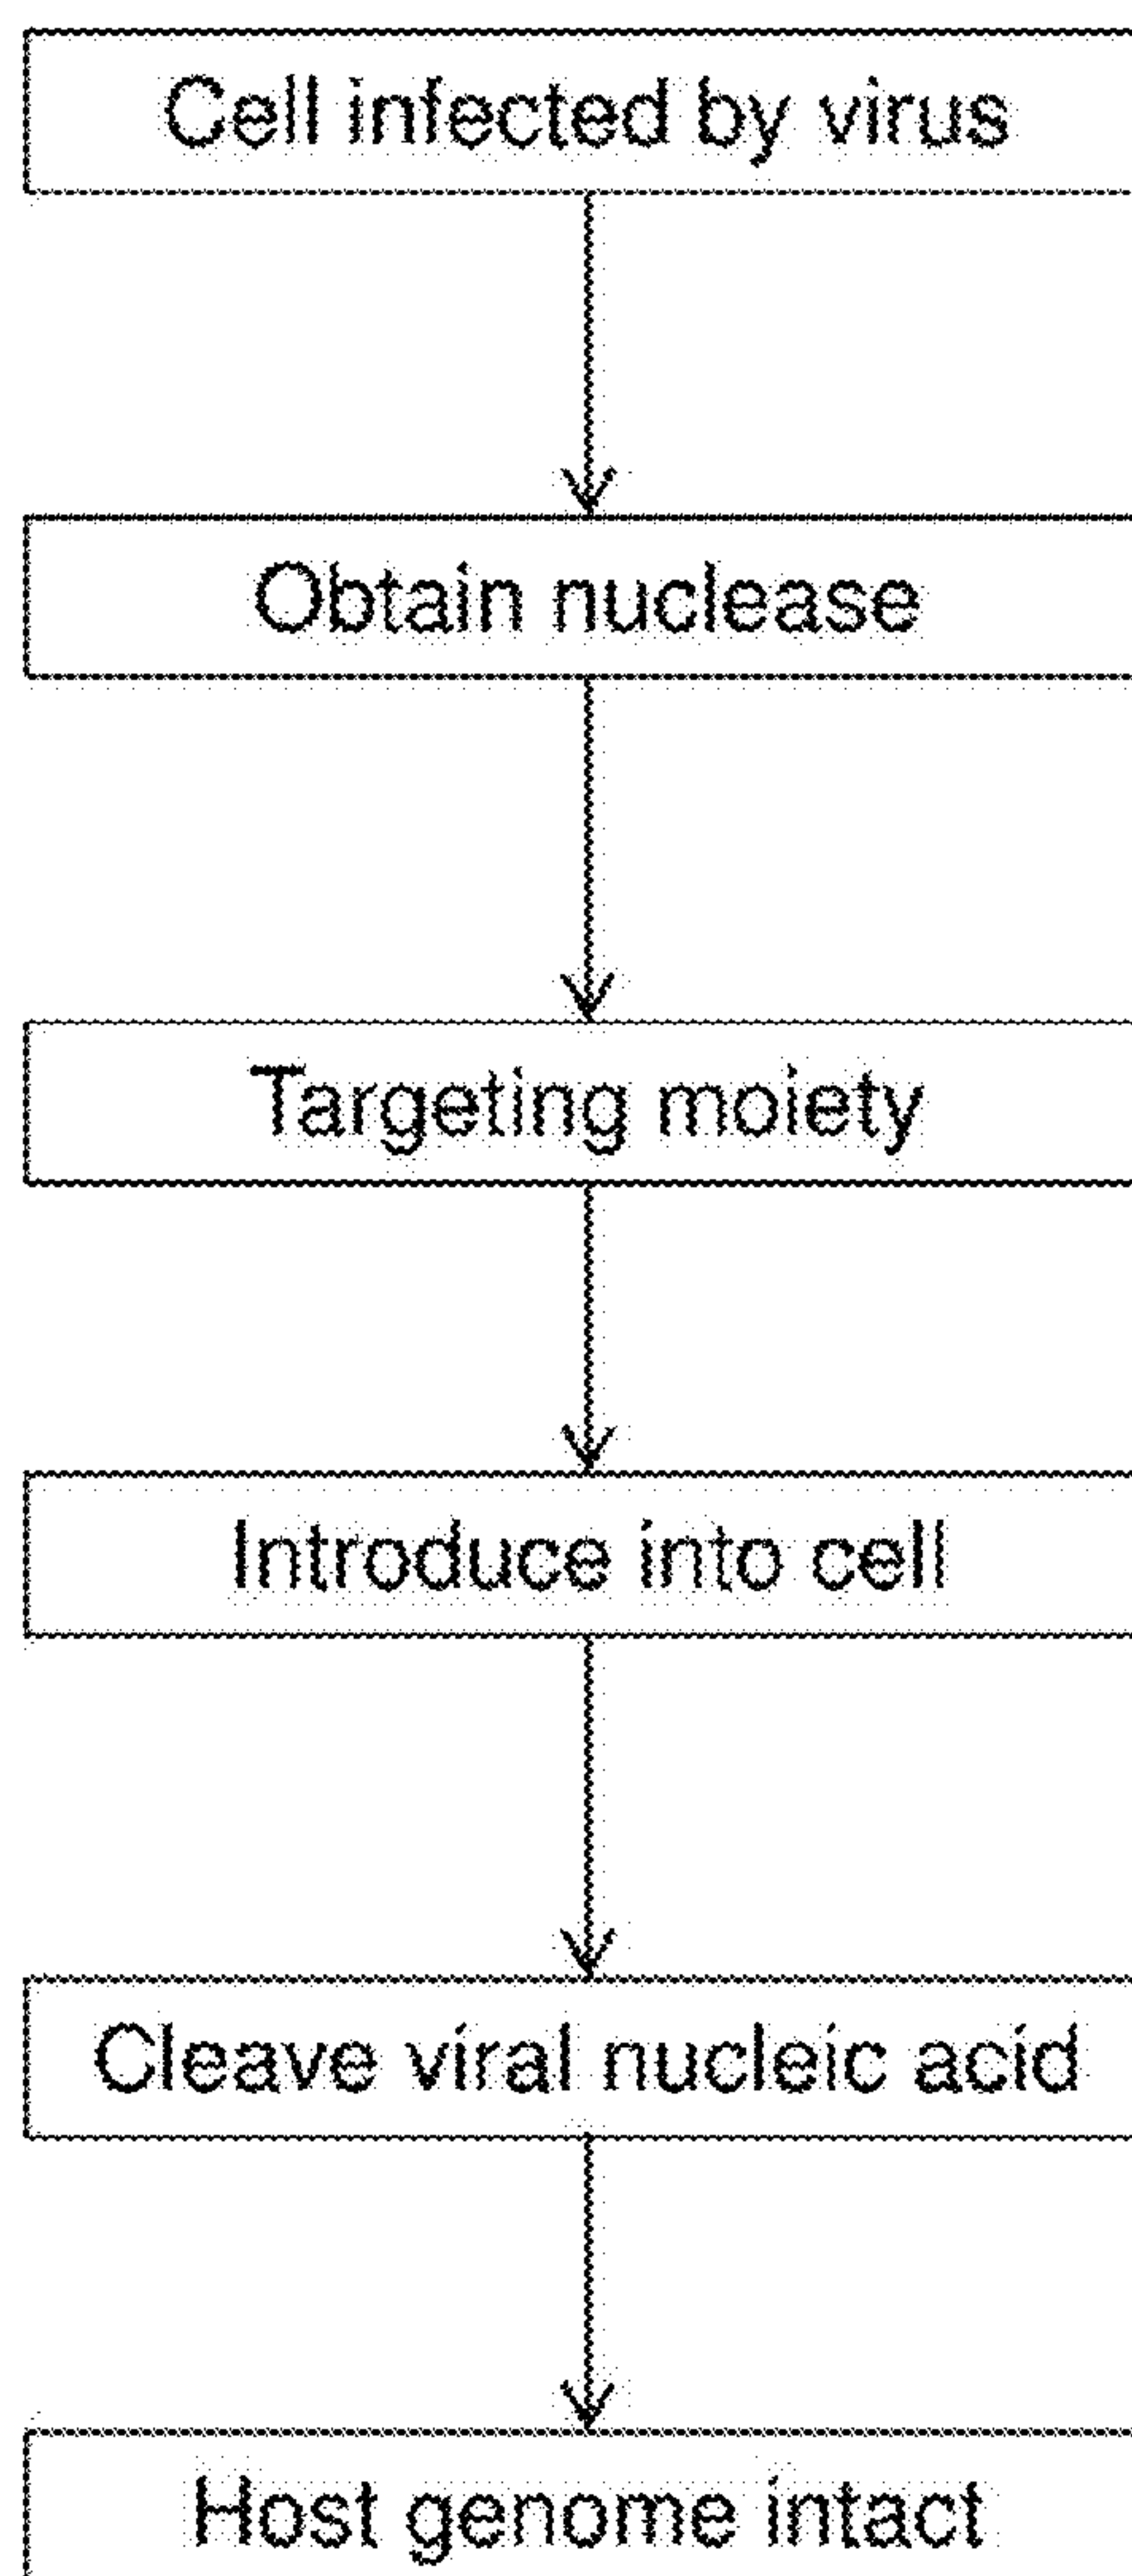 Cell infected by virus
Obtain nuclease
Targeting moiety
Introduce into cell
Cleave viral nucleic acid
Host genome intact